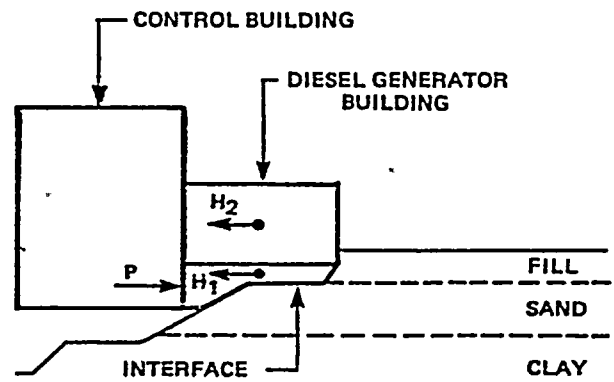 CONTROL BUILDING
DIESEL GENERATOR
BUILDING
H2
P
H1
FILL
SAND
INTERFACE
CLAY